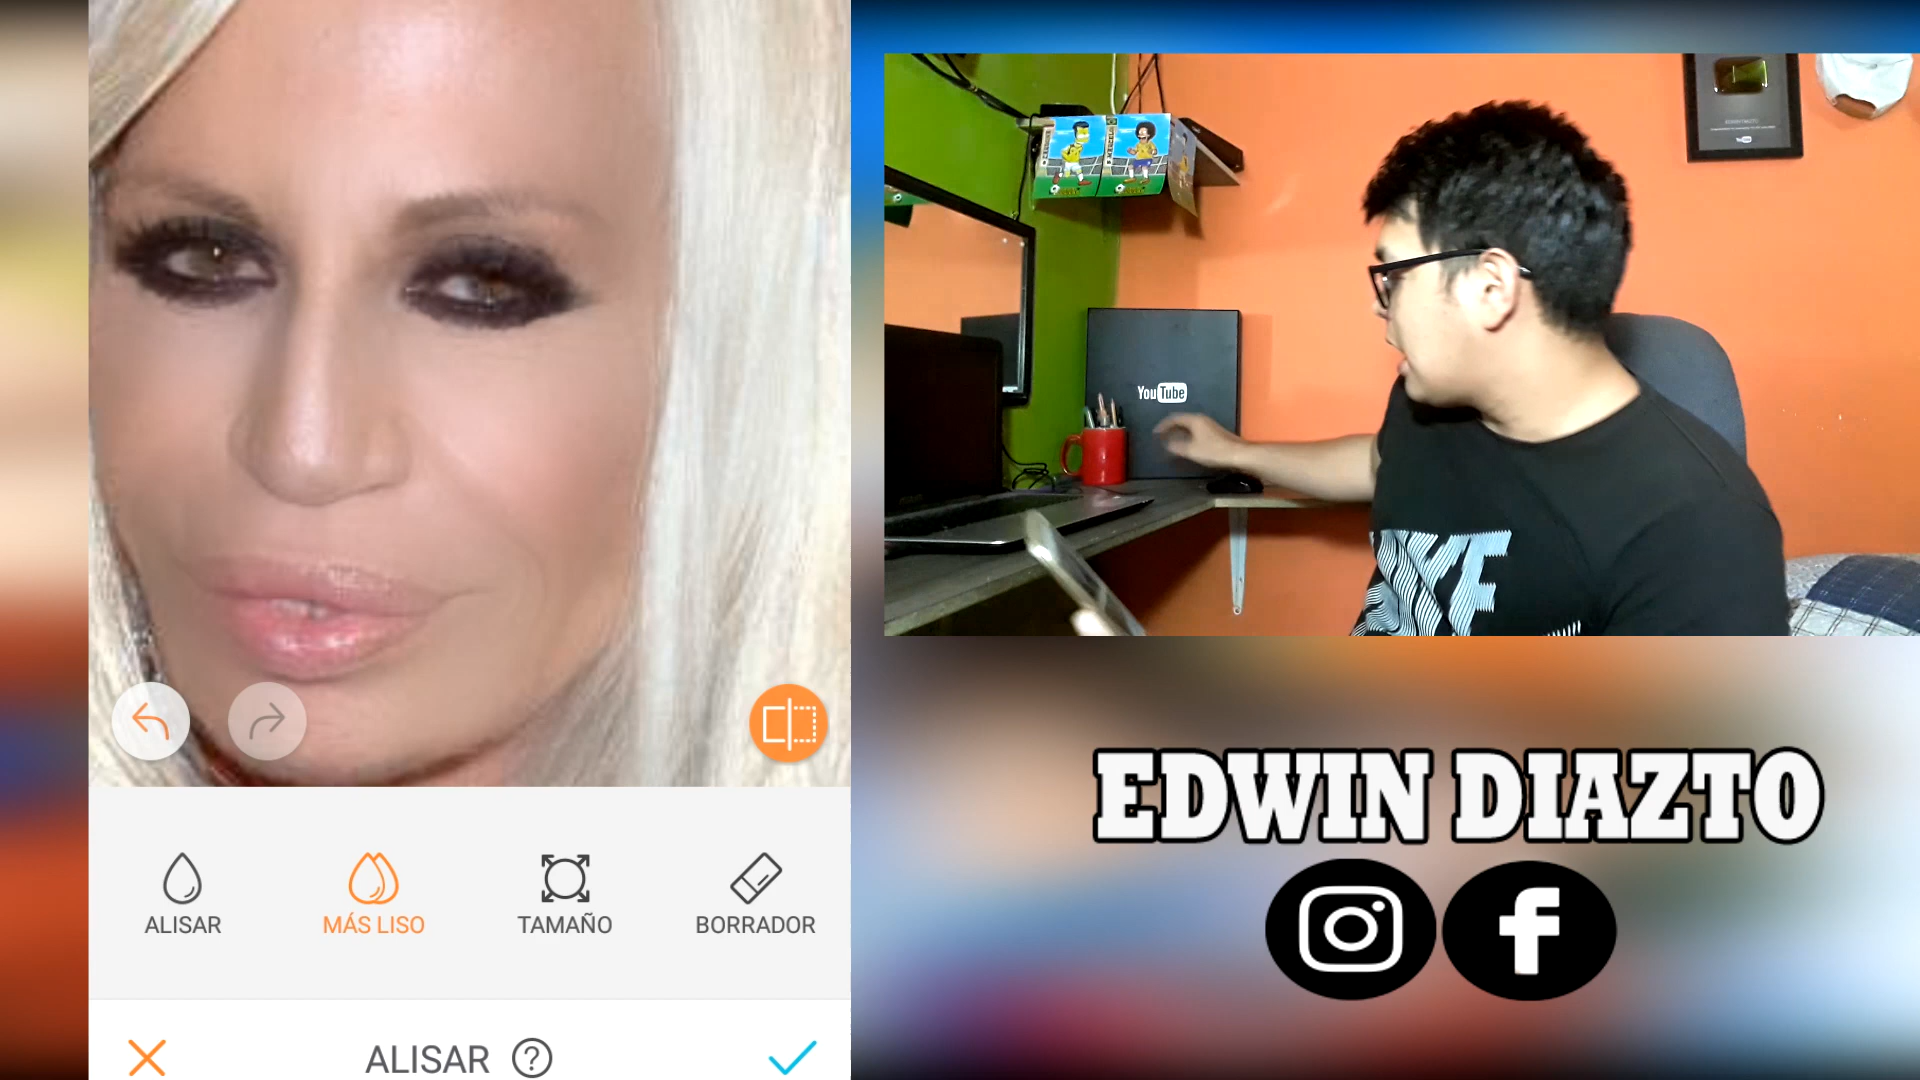 ALISAR
MÁS LISO
TAMAÑO
BORRADOR
ALISAR ?
YouTube
EDWIN DIAZTO